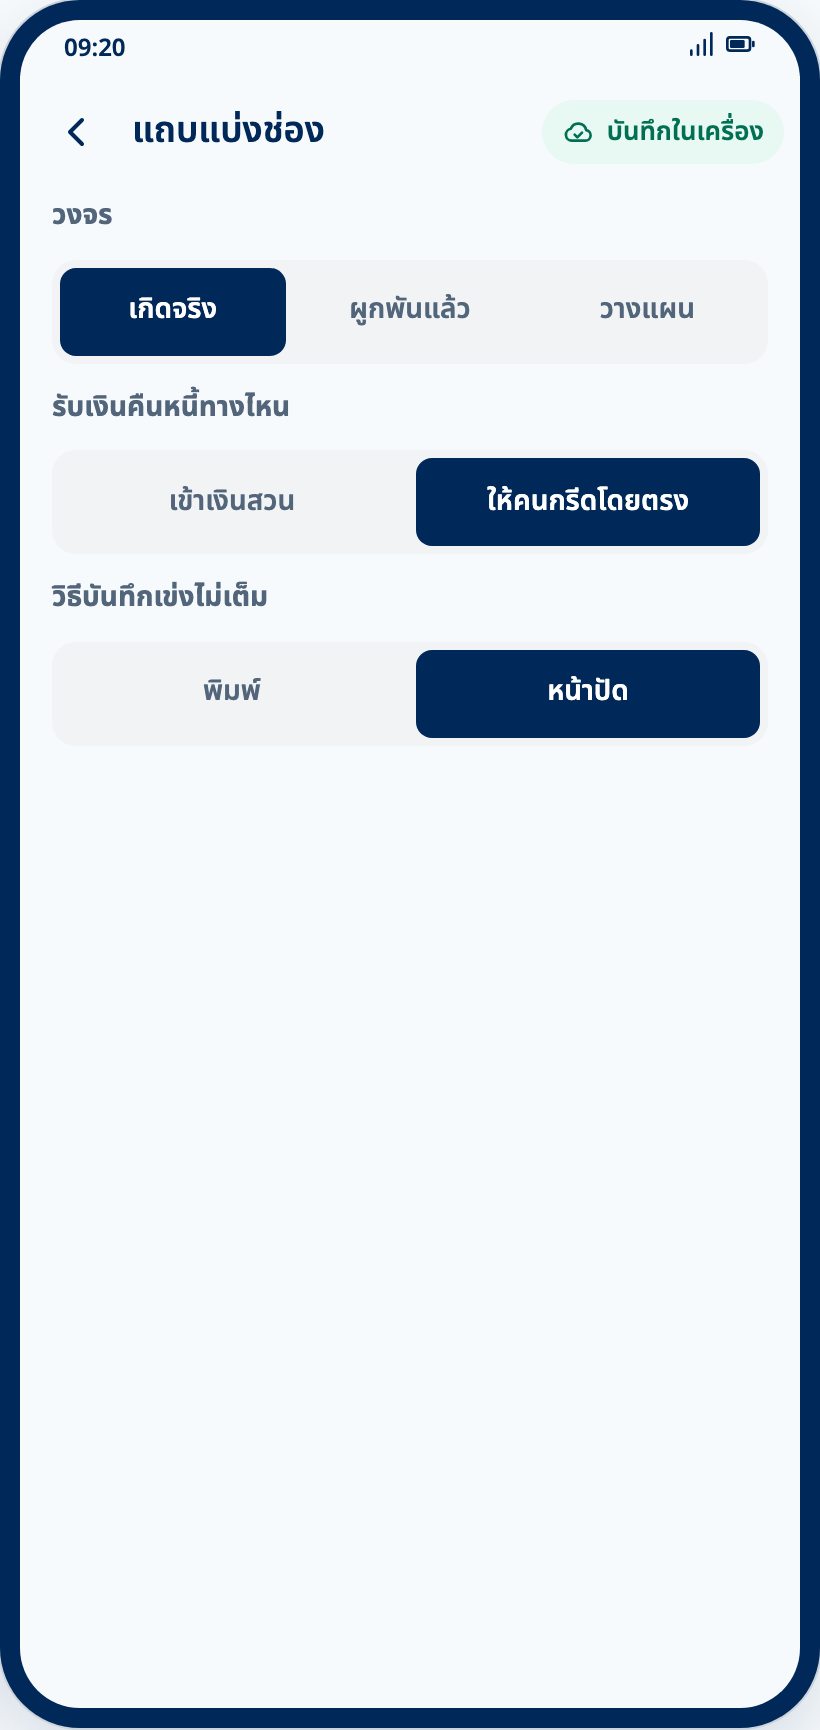 09:20
แถบแบ่งช่อง
บันทึกในเครื่อง
วงจร
เกิดจริง
ผูกพันแล้ว
วางแผน
รับเงินคืนหนี้ทางไหน
เข้าเงินสวน
ให้คนกรีดโดยตรง
วิธีบันทึกเข่งไม่เต็ม
พิมพ์
หน้าปัด